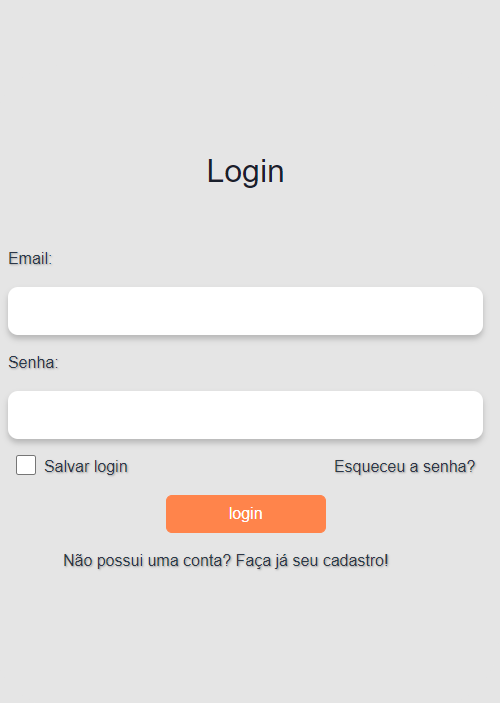 Login
Email:
Senha:
Salvar login
Esqueceu a senha?
login
Não possui uma conta? Faça já seu cadastro!